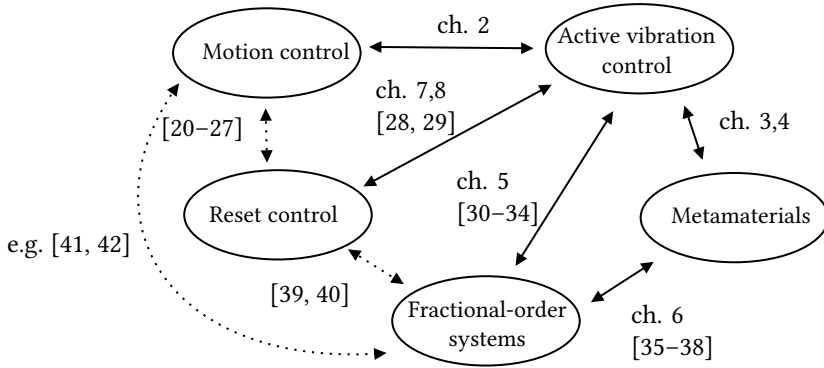 ch. 2
Motion control
Active vibration
control
ch. 7,8
[28, 29]
[20–27]
ch. 3,4
ch. 5
[30–34]
Reset control
Metamaterials
e.g. [41, 42]
[39, 40]
Fractional-order
systems
ch. 6
[35–38]